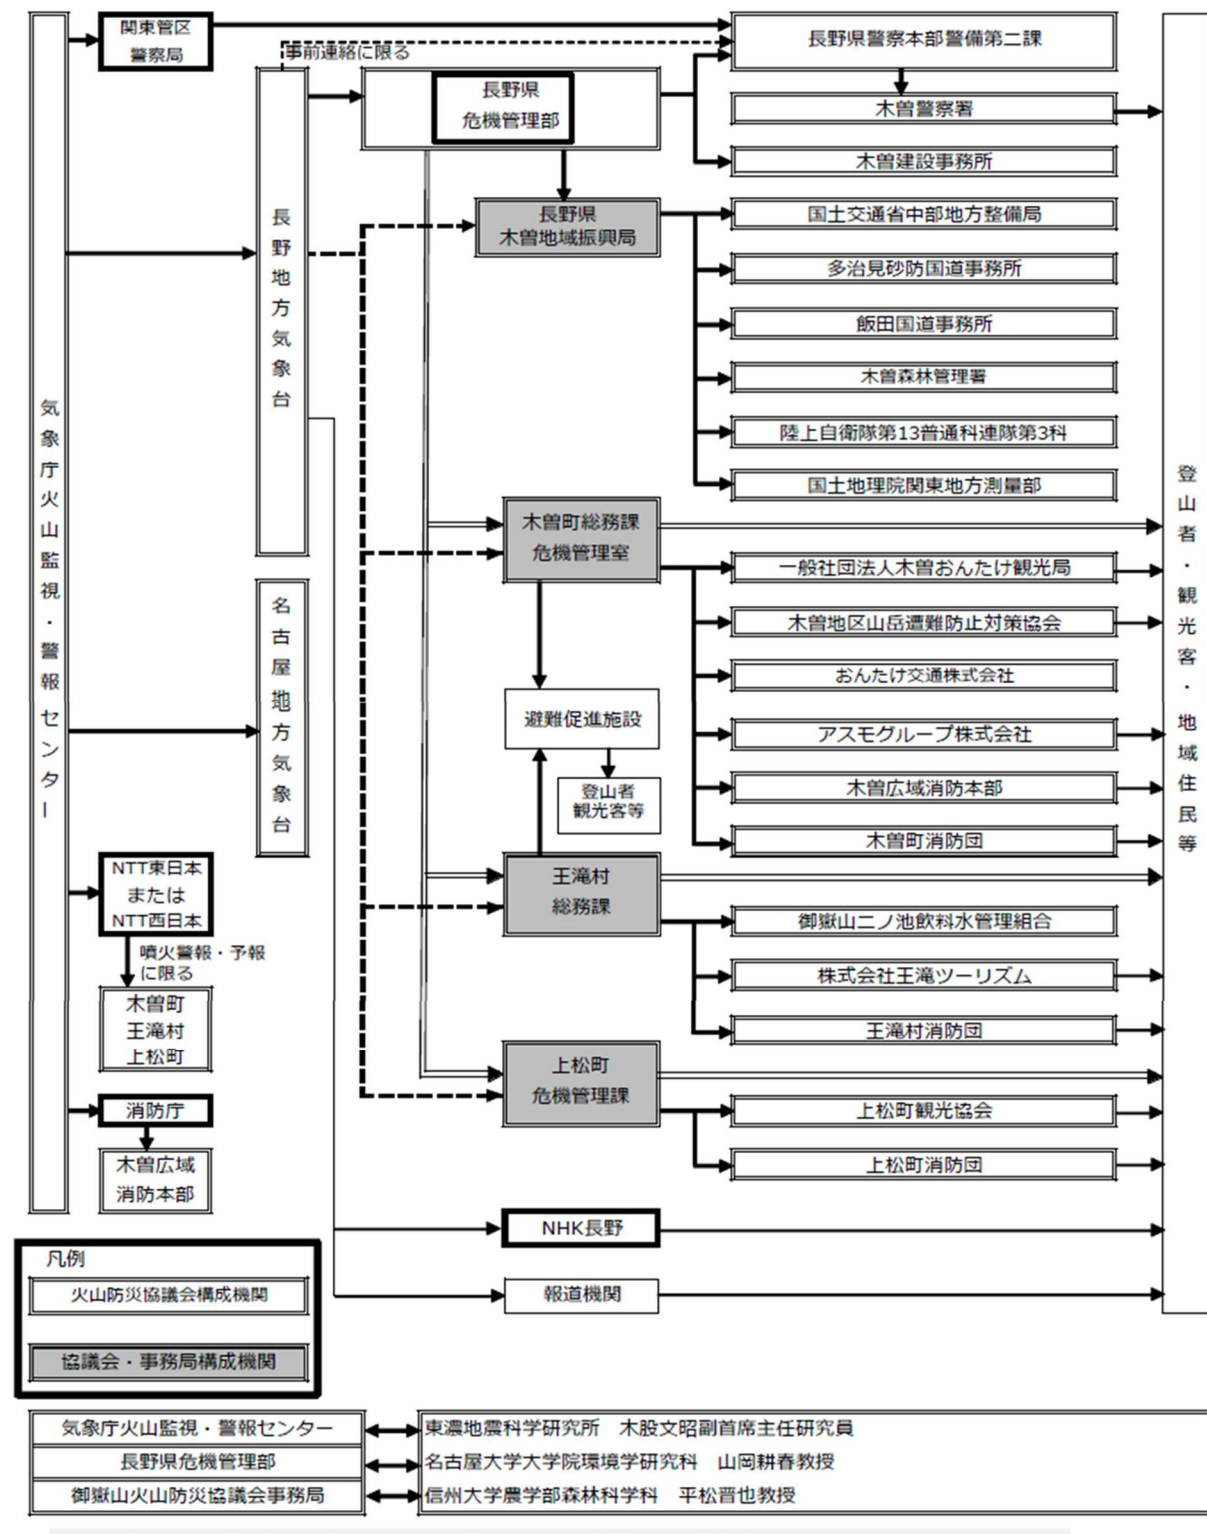 気象庁火山監視・警報センター
関東管区
警察局
長野県警察本部警備第二課
事前連絡に限る
長野県
危機管理部
木曽警察署
木曽建設事務所
長野地方気象台
長野県
木曽地域振興局
国土交通省中部地方整備局
多治見砂防国道事務所
飯田国道事務所
木曽森林管理署
陸上自衛隊第13普通科連隊第3科
国土地理院関東地方測量部
登山者・観光客・地域住民等
木曽町総務課
危機管理室
一般社団法人木曽おんたけ観光局
木曽地区山岳遭難防止対策協会
おんたけ交通株式会社
アスモグループ株式会社
木曽広域消防本部
木曽町消防団
名古屋地方気象台
避難促進施設
登山者
観光客等
王滝村
総務課
御嶽山二ノ池飲料水管理組合
株式会社王滝ツーリズム
王滝村消防団
NTT東日本
または
NTT西日本
噴火警報・予報
に限る
木曽町
王滝村
上松町
上松町
危機管理課
上松町観光協会
上松町消防団
消防庁
木曽広域
消防本部
NHK長野
報道機関
凡例
火山防災協議会構成機関
協議会・事務局構成機関
気象庁火山監視・警報センター
東濃地震科学研究所 木股文昭副首席主任研究員
長野県危機管理部
名古屋大学大学院環境学研究科 山岡耕春教授
御嶽山火山防災協議会事務局
信州大学農学部森林科学科 平松晋也教授